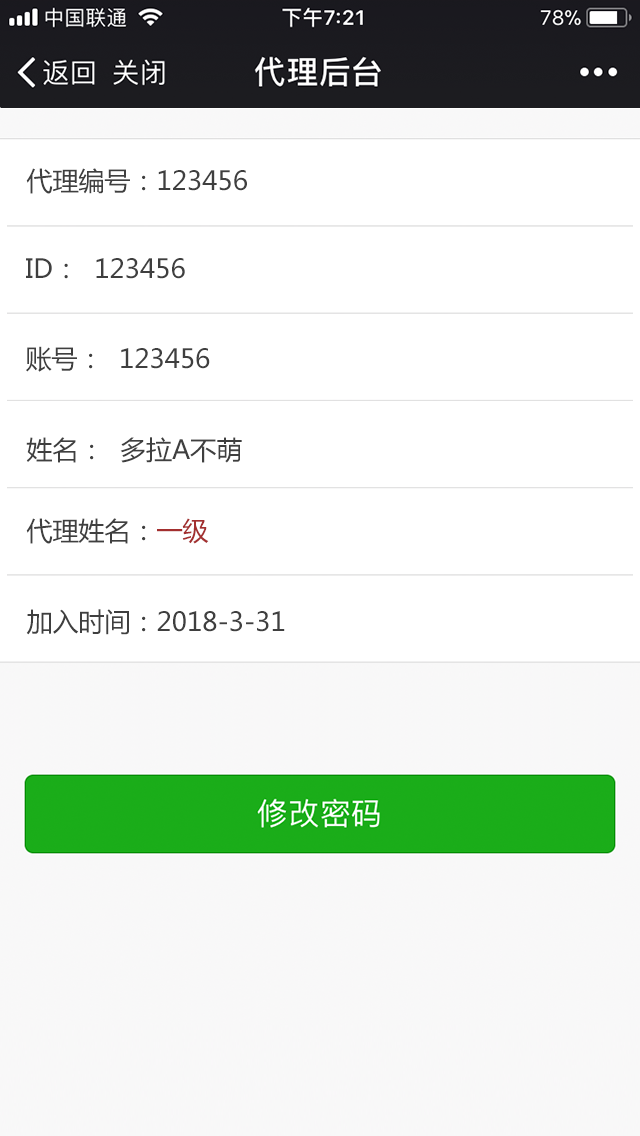 中国联通 下午7:21 78%
返回 关闭 代理后台
代理编号：123456
ID： 123456
账号： 123456
姓名： 多拉A不萌
代理姓名：一级
加入时间：2018-3-31
修改密码